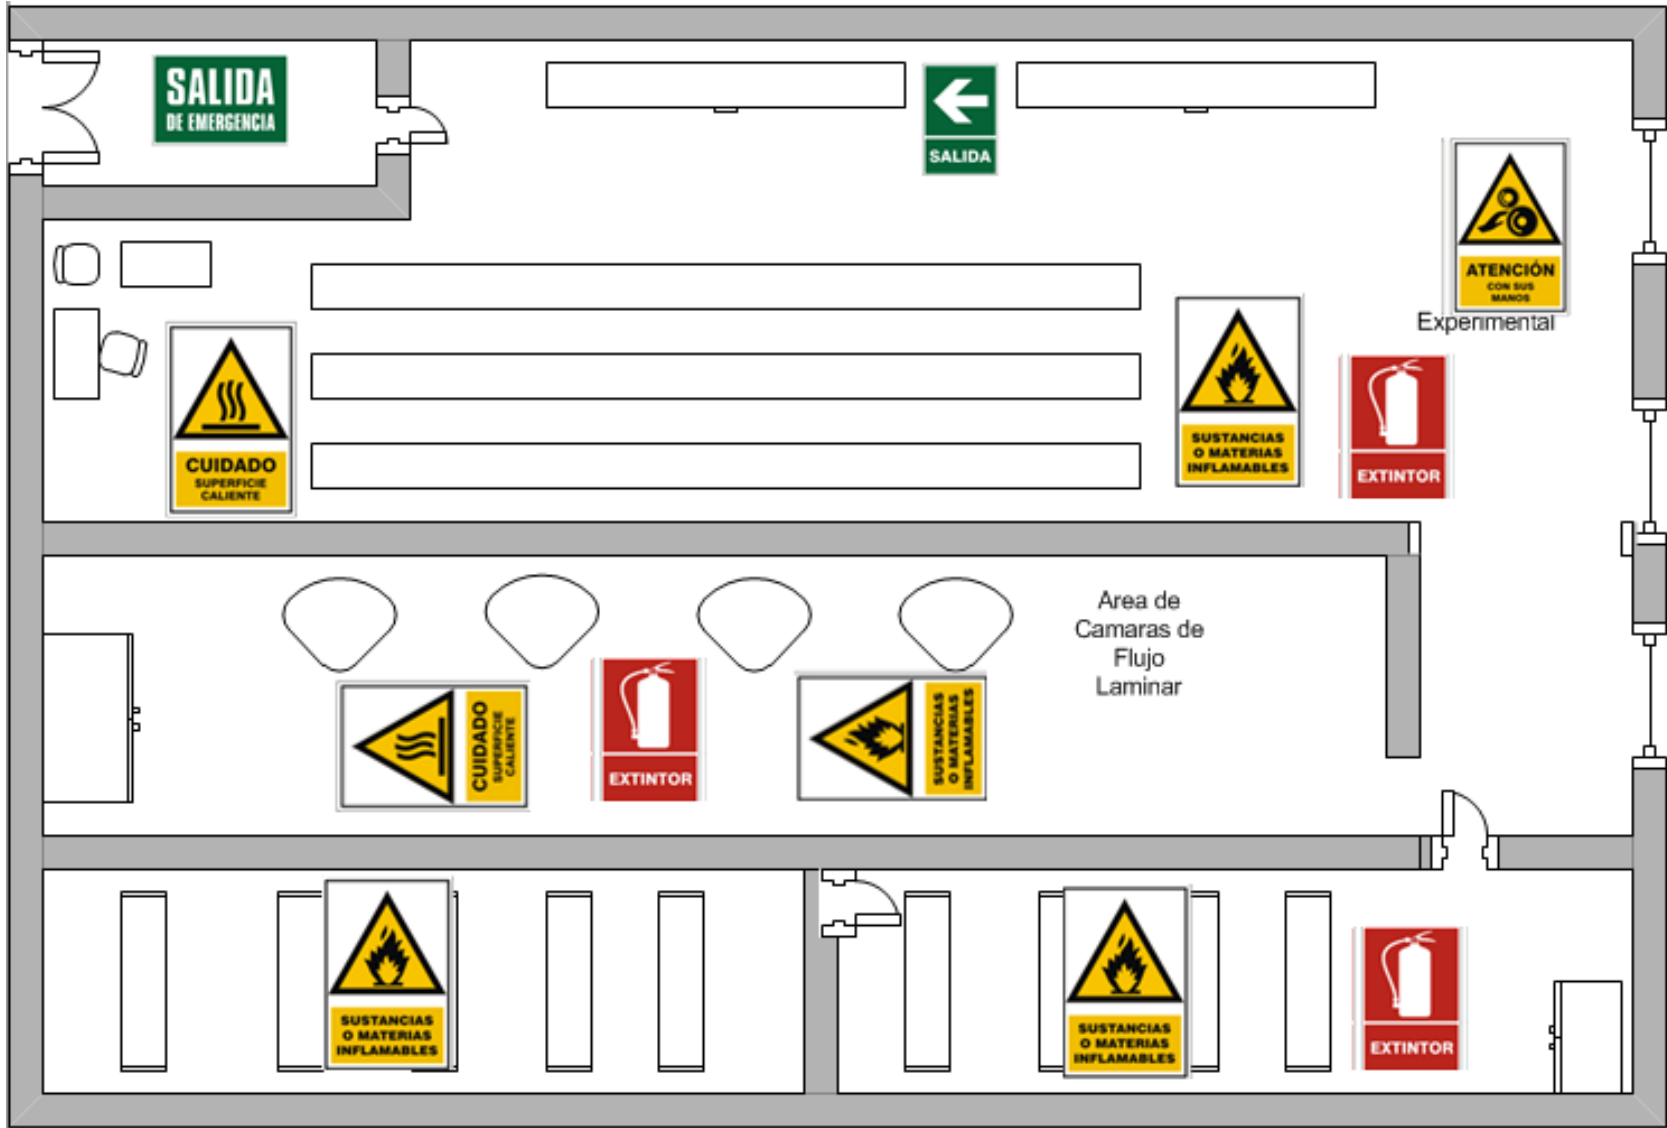 SALIDA
DE EMERGENCIA
SALIDA
ATENCIÓN
CON SUS
MANOS
Experimental
CUIDADO
SUPERFICIE
CALIENTE
SUSTANCIAS
O MATERIAS
INFLAMABLES
EXTINTOR
Area de
Camaras de
Flujo
Laminar
CUIDADO
SUPERFICIE
CALIENTE
EXTINTOR
SUSTANCIAS
O MATERIAS
INFLAMABLES
SUSTANCIAS
O MATERIAS
INFLAMABLES
SUSTANCIAS
O MATERIAS
INFLAMABLES
EXTINTOR